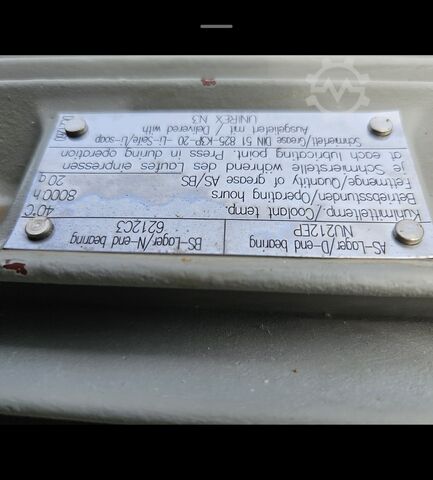 AS-Lager/D-end bearing BS-Lager/N-end bearing
NU212EP 6212C3
Kühlmitteltemp./Coolant temp. 40°C
Betriebsstunden/Operating hours 8000 h
Fettmenge/Quantity of grease AS/BS 20 g
je Schmierstelle während Laufes einpressen
at each lubricating point. Press in during operation
Schmierfett/Grease DIN 51 825-K3P-20 -Li-Seife/Li-soap
Ausgeliefert mit / Delivered with
UNIREX N3